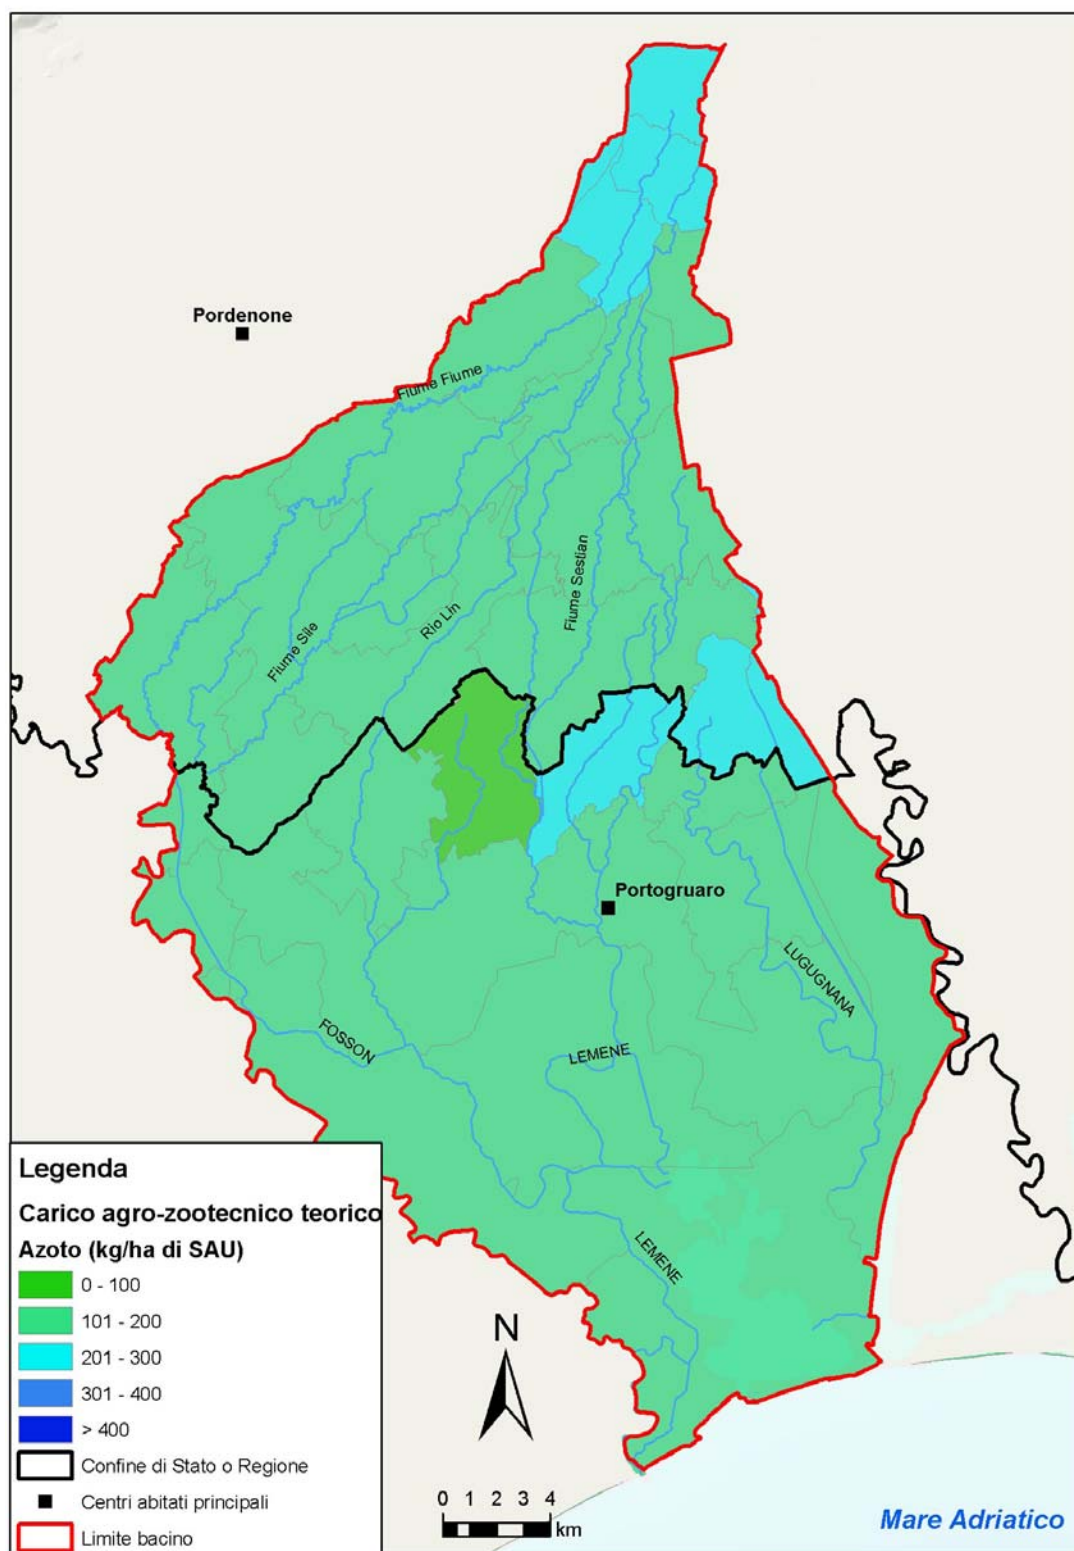 Pordenone
Fiume Fiume
Fiume Sestian
Rio Lin
Fiume Sile
Portogruaro
LUGUGNANA
FOSSON
LEMENE
LEMENE
Legenda
Carico agro-zootecnico teorico
Azoto (kg/ha di SAU)
0 - 100
101 - 200
201 - 300
301 - 400
> 400
Confine di Stato o Regione
Centri abitati principali
Limite bacino
N
0 1 2 3 4
km
Mare Adriatico